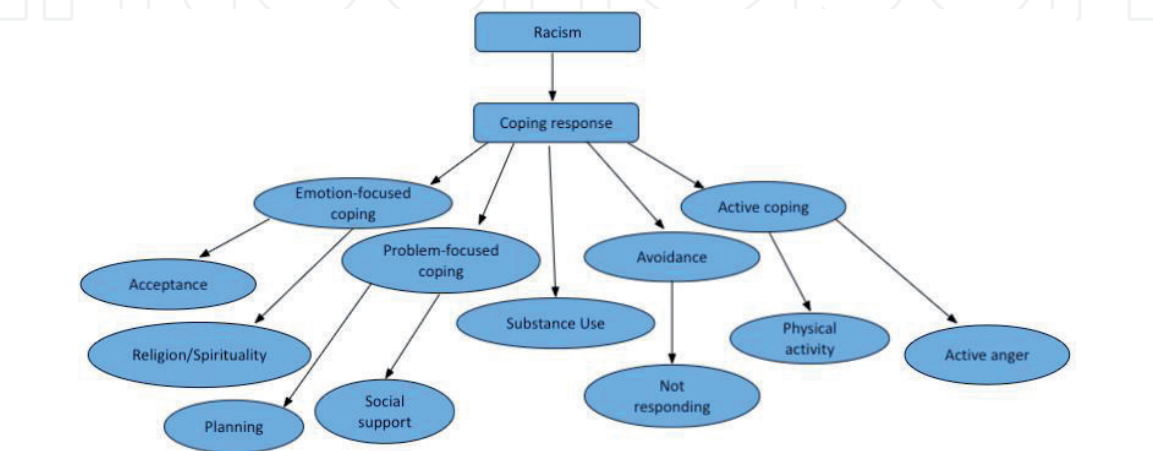 Racism
Coping response
Emotion-focused
coping
Problem-focused
coping
Substance Use
Avoidance
Active coping
Acceptance
Religion/Spirituality
Planning
Social
support
Not
responding
Physical
activity
Active anger